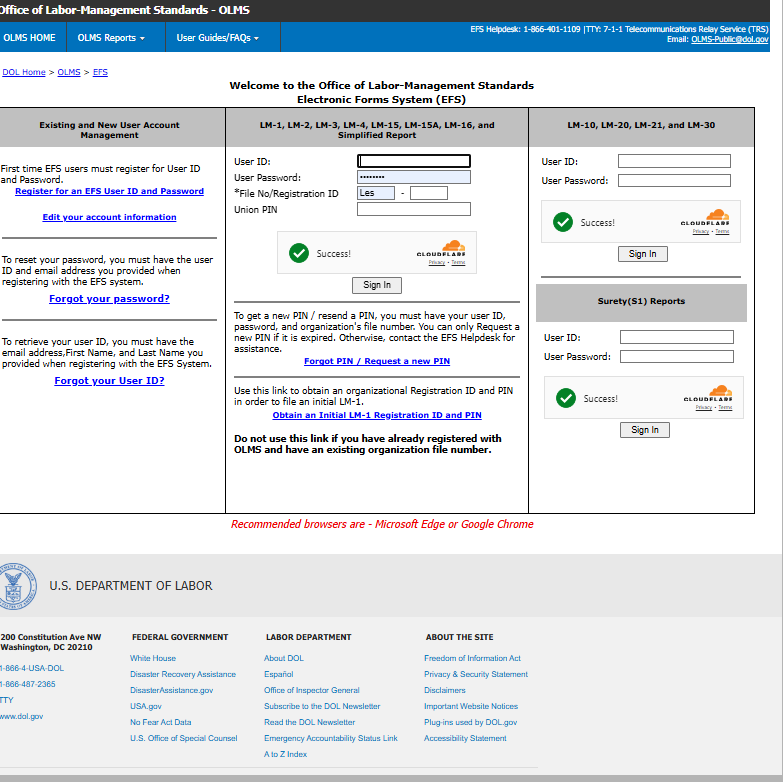 Office of Labor-Management Standards - OLMS
OLMS HOME
OLMS Reports
User Guides/FAQs
EFS Helpdesk: 1-866-401-1109 |TTY: 7-1-1 Telecommunications Relay Service (TRS)
Email: OLMS-Public@dol.gov
DOL Home > OLMS > EFS
Welcome to the Office of Labor-Management Standards
Electronic Forms System (EFS)
Existing and New User Account
Management
First time EFS users must register for User ID
and Password.
Register for an EFS User ID and Password
Edit your account information
To reset your password, you must have the user
ID and email address you provided when
registering with the EFS system.
Forgot your password?
To retrieve your user ID, you must have the
email address,First Name, and Last Name you
provided when registering with the EFS System.
Forgot your User ID?
LM-1, LM-2, LM-3, LM-4, LM-15, LM-15A, LM-16, and
Simplified Report
User ID:
User Password: ••••••••
*File No/Registration ID Les -
Union PIN
Success!
CLOUDFLARE
Privacy • Terms
Sign In
To get a new PIN / resend a PIN, you must have your user ID,
password, and organization's file number. You can only Request a
new PIN if it is expired. Otherwise, contact the EFS Helpdesk for
assistance.
Forgot PIN / Request a new PIN
Use this link to obtain an organizational Registration ID and PIN
in order to file an initial LM-1.
Obtain an Initial LM-1 Registration ID and PIN
Do not use this link if you have already registered with
OLMS and have an existing organization file number.
LM-10, LM-20, LM-21, and LM-30
User ID:
User Password:
Success!
CLOUDFLARE
Privacy • Terms
Sign In
Surety(S1) Reports
User ID:
User Password:
Success!
CLOUDFLARE
Privacy • Terms
Sign In
Recommended browsers are - Microsoft Edge or Google Chrome
U.S. DEPARTMENT OF LABOR
200 Constitution Ave NW
Washington, DC 20210
1-866-4-USA-DOL
1-866-487-2365
TTY
www.dol.gov
FEDERAL GOVERNMENT
White House
Disaster Recovery Assistance
DisasterAssistance.gov
USA.gov
No Fear Act Data
U.S. Office of Special Counsel
LABOR DEPARTMENT
About DOL
Español
Office of Inspector General
Subscribe to the DOL Newsletter
Read the DOL Newsletter
Emergency Accountability Status Link
A to Z Index
ABOUT THE SITE
Freedom of Information Act
Privacy & Security Statement
Disclaimers
Important Website Notices
Plug-ins used by DOL.gov
Accessibility Statement